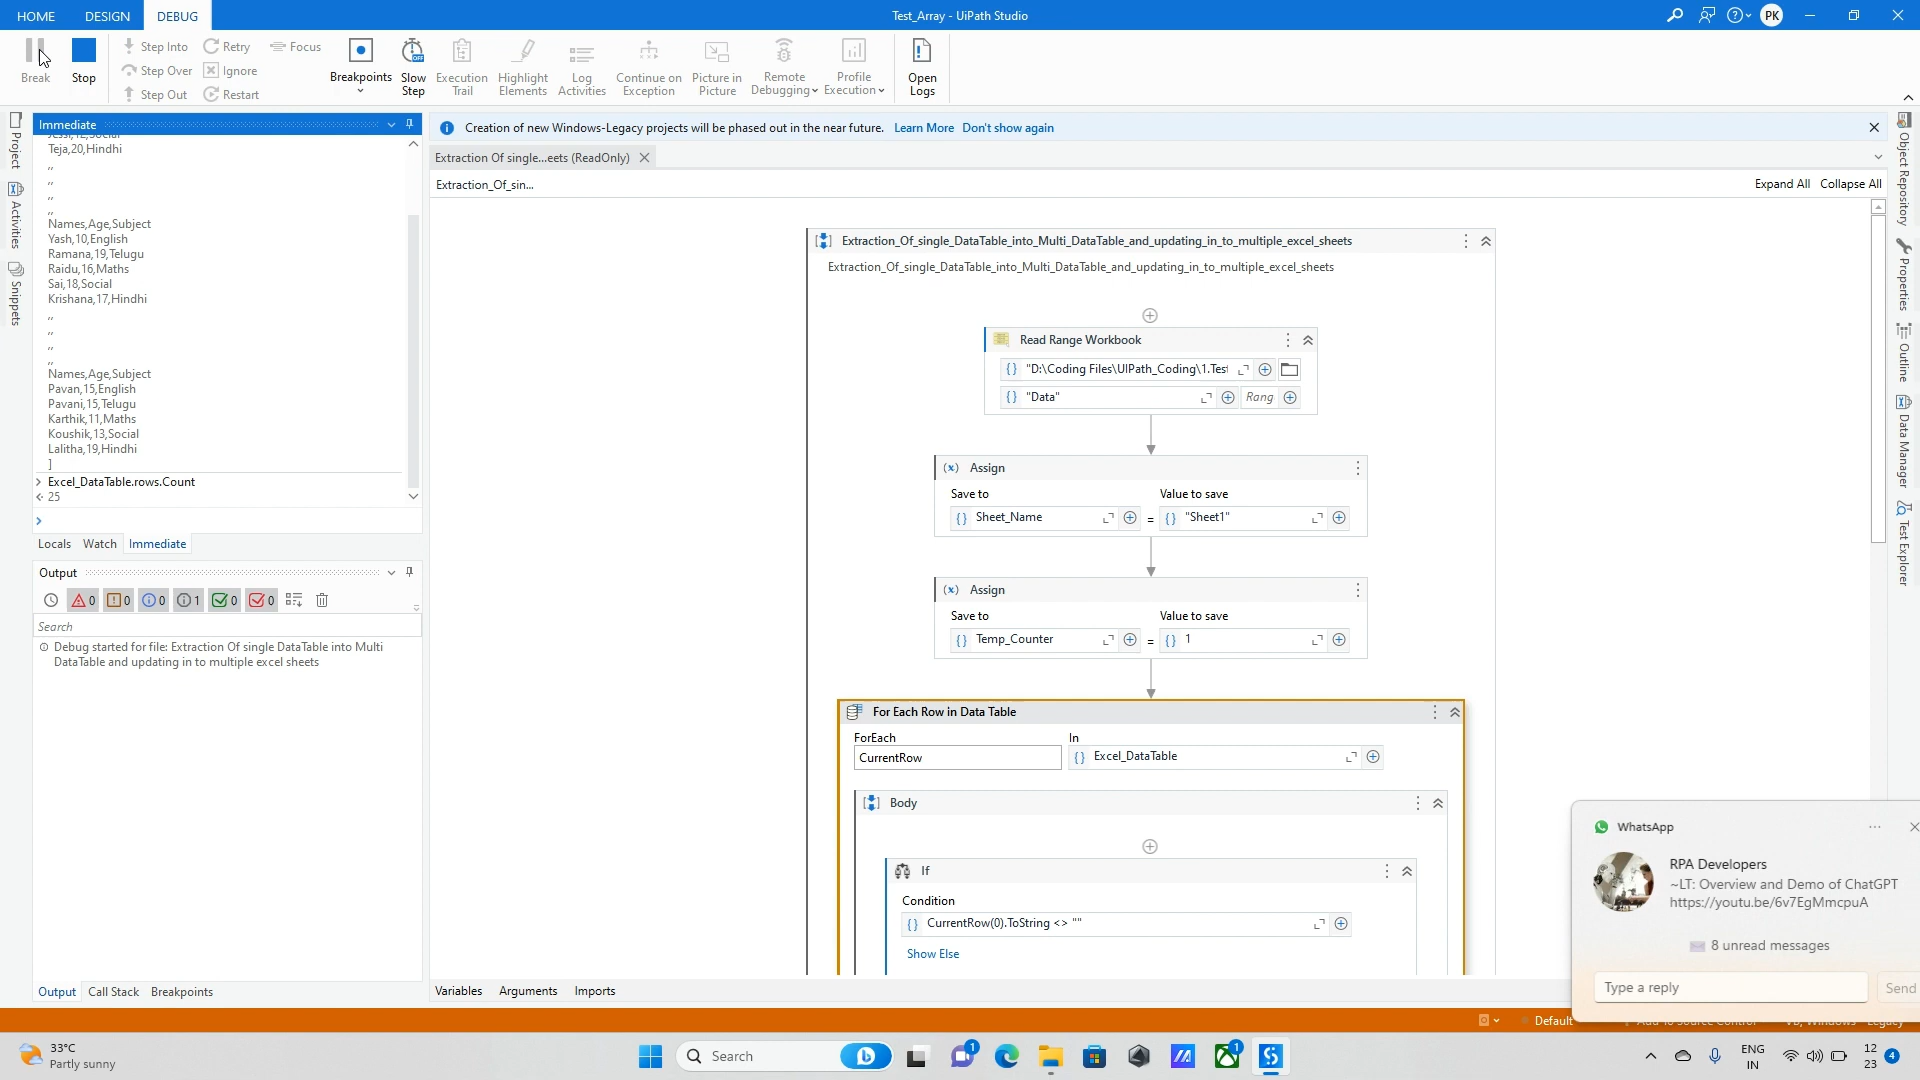 HOME DESIGN DEBUG
Test_Array - UiPath Studio
PK
Break
Stop
Step Into
Step Over
Step Out
Retry
Ignore
Restart
Focus
Breakpoints
Slow Step
Execution Trail
Highlight Elements
Log Activities
Continue on Exception
Picture in Picture
Remote Debugging
Profile Execution
Open Logs
Project
Activities
Snippets
Immediate
Teja,20,Hindhi
,,
,,
,,
,,
Names,Age,Subject
Yash,10,English
Ramana,19,Telugu
Raidu,16,Maths
Sai,18,Social
Krishana,17,Hindhi
,,
,,
,,
,,
Names,Age,Subject
Pavan,15,English
Pavani,15,Telugu
Karthik,11,Maths
Koushik,13,Social
Lalitha,19,Hindhi
]
Excel_DataTable.rows.Count
25
Locals Watch Immediate
Output
0 0 0 1 0 0
Search
Debug started for file: Extraction Of single DataTable into Multi
DataTable and updating in to multiple excel sheets
Output Call Stack Breakpoints
Creation of new Windows-Legacy projects will be phased out in the near future. Learn More Don't show again
Extraction Of single...eets (ReadOnly)
Extraction_Of_sin...
Expand All Collapse All
Extraction_Of_single_DataTable_into_Multi_DataTable_and_updating_in_to_multiple_excel_sheets
Extraction_Of_single_DataTable_into_Multi_DataTable_and_updating_in_to_multiple_excel_sheets
Read Range Workbook
"D:\Coding Files\UIPath_Coding\1.Test
"Data"
Rang
Assign
Save to Value to save
Sheet_Name = "Sheet1"
Assign
Save to Value to save
Temp_Counter = 1
For Each Row in Data Table
ForEach In
CurrentRow Excel_DataTable
Body
If
Condition
CurrentRow(0).ToString <> ""
Show Else
Variables Arguments Imports
Object Repository
Properties
Outline
Data Manager
Test Explorer
WhatsApp
RPA Developers
~LT: Overview and Demo of ChatGPT
https://youtu.be/6v7EgMmcpuA
8 unread messages
Type a reply
Send
Default
33°C
Partly sunny
Search
1
1
ENG
IN
12
23
4